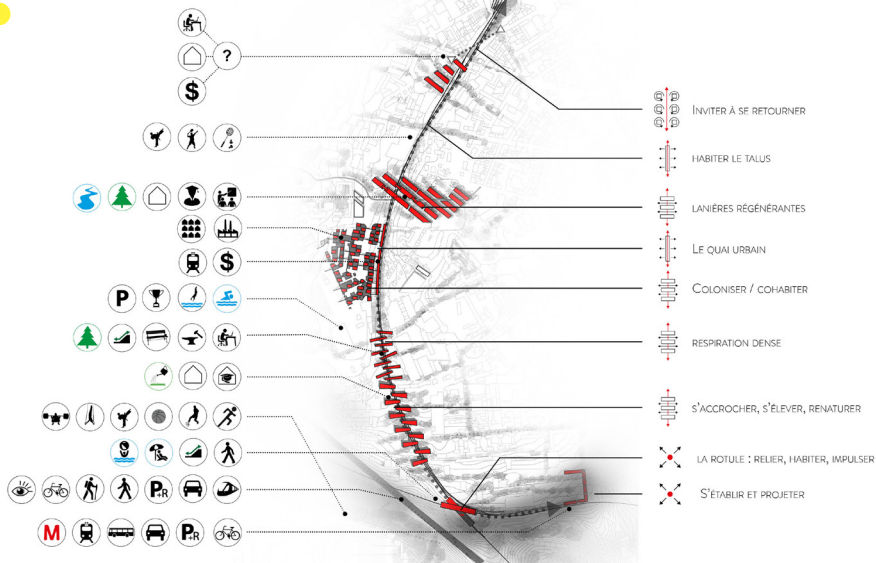 ?
$
$
P
P+R
M
P+R
INVITER À SE RETOURNER
HABITER LE TALUS
LANIÈRES RÉGÉNÉRANTES
LE QUAI URBAIN
COLONISER / COHABITER
RESPIRATION DENSE
S'ACCROCHER, S'ÉLEVER, RENATURER
LA ROTULE : RELIER, HABITER, IMPULSER
S'ÉTABLIR ET PROJETER